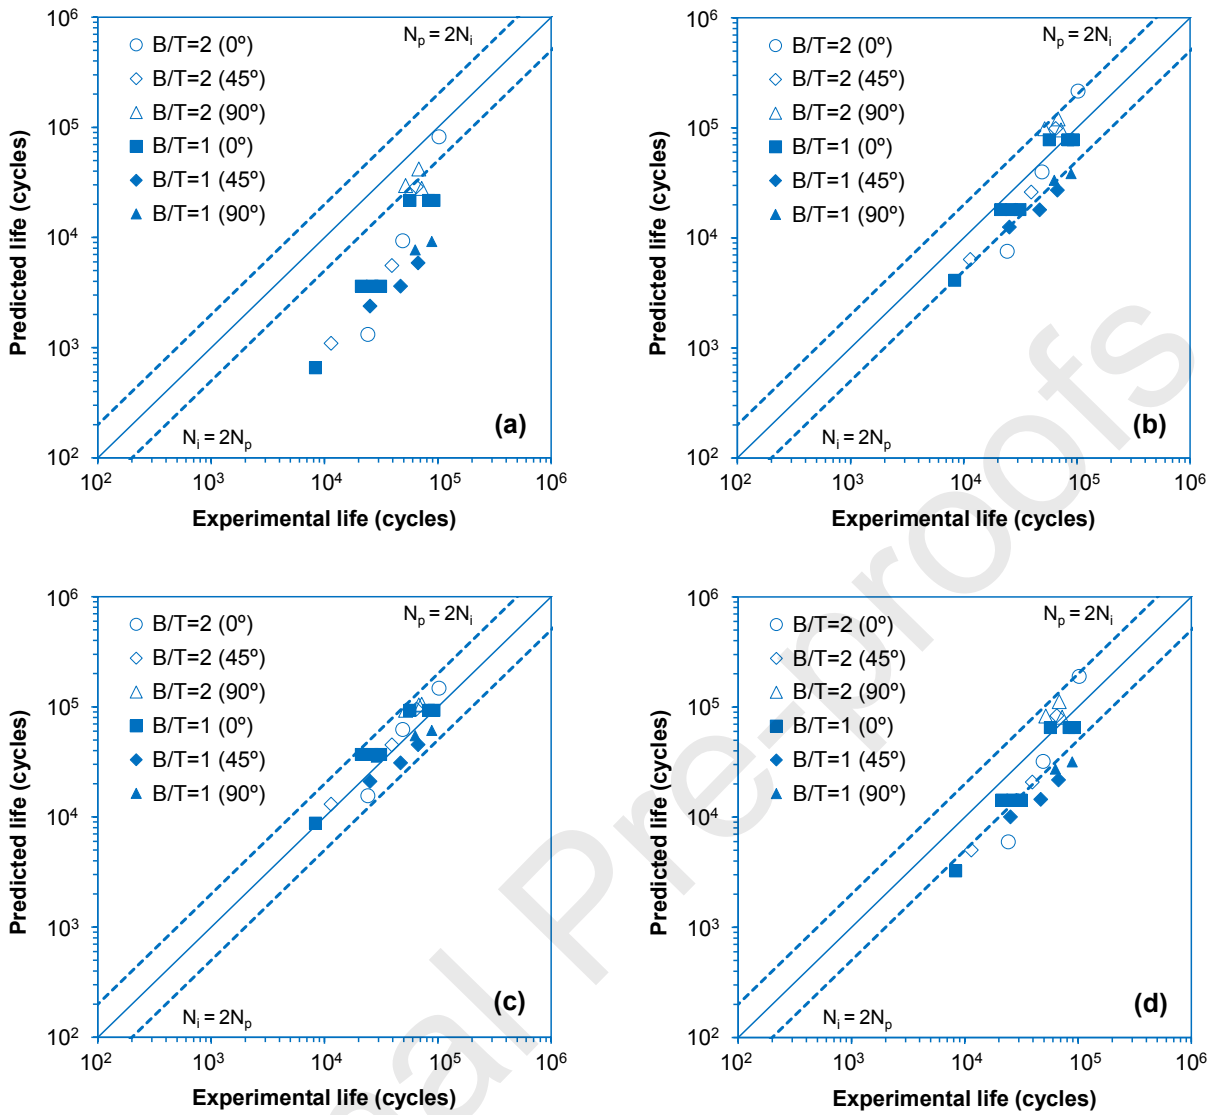 10⁶
10⁵
10⁴
10³
10²
Predicted life (cycles)
B/T=2 (0º)
B/T=2 (45º)
B/T=2 (90º)
B/T=1 (0º)
B/T=1 (45º)
B/T=1 (90º)
Nₚ = 2Nᵢ
Nᵢ = 2Nₚ
(a)
10² 10³ 10⁴ 10⁵ 10⁶
Experimental life (cycles)
10⁶
10⁵
10⁴
10³
10²
Predicted life (cycles)
B/T=2 (0º)
B/T=2 (45º)
B/T=2 (90º)
B/T=1 (0º)
B/T=1 (45º)
B/T=1 (90º)
Nₚ = 2Nᵢ
Nᵢ = 2Nₚ
(b)
10² 10³ 10⁴ 10⁵ 10⁶
Experimental life (cycles)
10⁶
10⁵
10⁴
10³
10²
Predicted life (cycles)
B/T=2 (0º)
B/T=2 (45º)
B/T=2 (90º)
B/T=1 (0º)
B/T=1 (45º)
B/T=1 (90º)
Nₚ = 2Nᵢ
Nᵢ = 2Nₚ
(c)
10² 10³ 10⁴ 10⁵ 10⁶
Experimental life (cycles)
10⁶
10⁵
10⁴
10³
10²
Predicted life (cycles)
B/T=2 (0º)
B/T=2 (45º)
B/T=2 (90º)
B/T=1 (0º)
B/T=1 (45º)
B/T=1 (90º)
Nₚ = 2Nᵢ
Nᵢ = 2Nₚ
(d)
10² 10³ 10⁴ 10⁵ 10⁶
Experimental life (cycles)
nal Pre-proofs